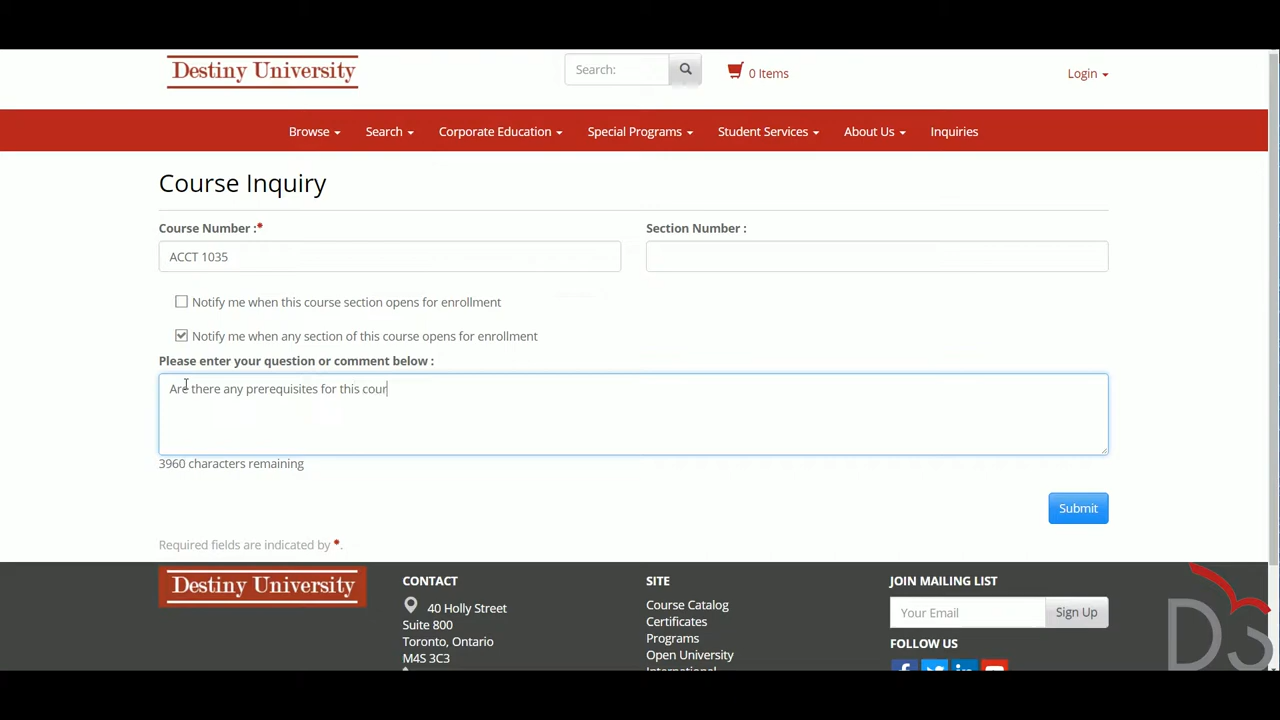 Destiny University
Search:
0 Items
Login
Browse
Search
Corporate Education
Special Programs
Student Services
About Us
Inquiries
Course Inquiry
Course Number :*
Section Number :
ACCT 1035
Notify me when this course section opens for enrollment
Notify me when any section of this course opens for enrollment
Please enter your question or comment below :
Are there any prerequisites for this cour
3960 characters remaining
Submit
Required fields are indicated by *.
Destiny University
CONTACT
40 Holly Street
Suite 800
Toronto, Ontario
M4S 3C3
SITE
Course Catalog
Certificates
Programs
Open University
International
JOIN MAILING LIST
Your Email
Sign Up
FOLLOW US
D3